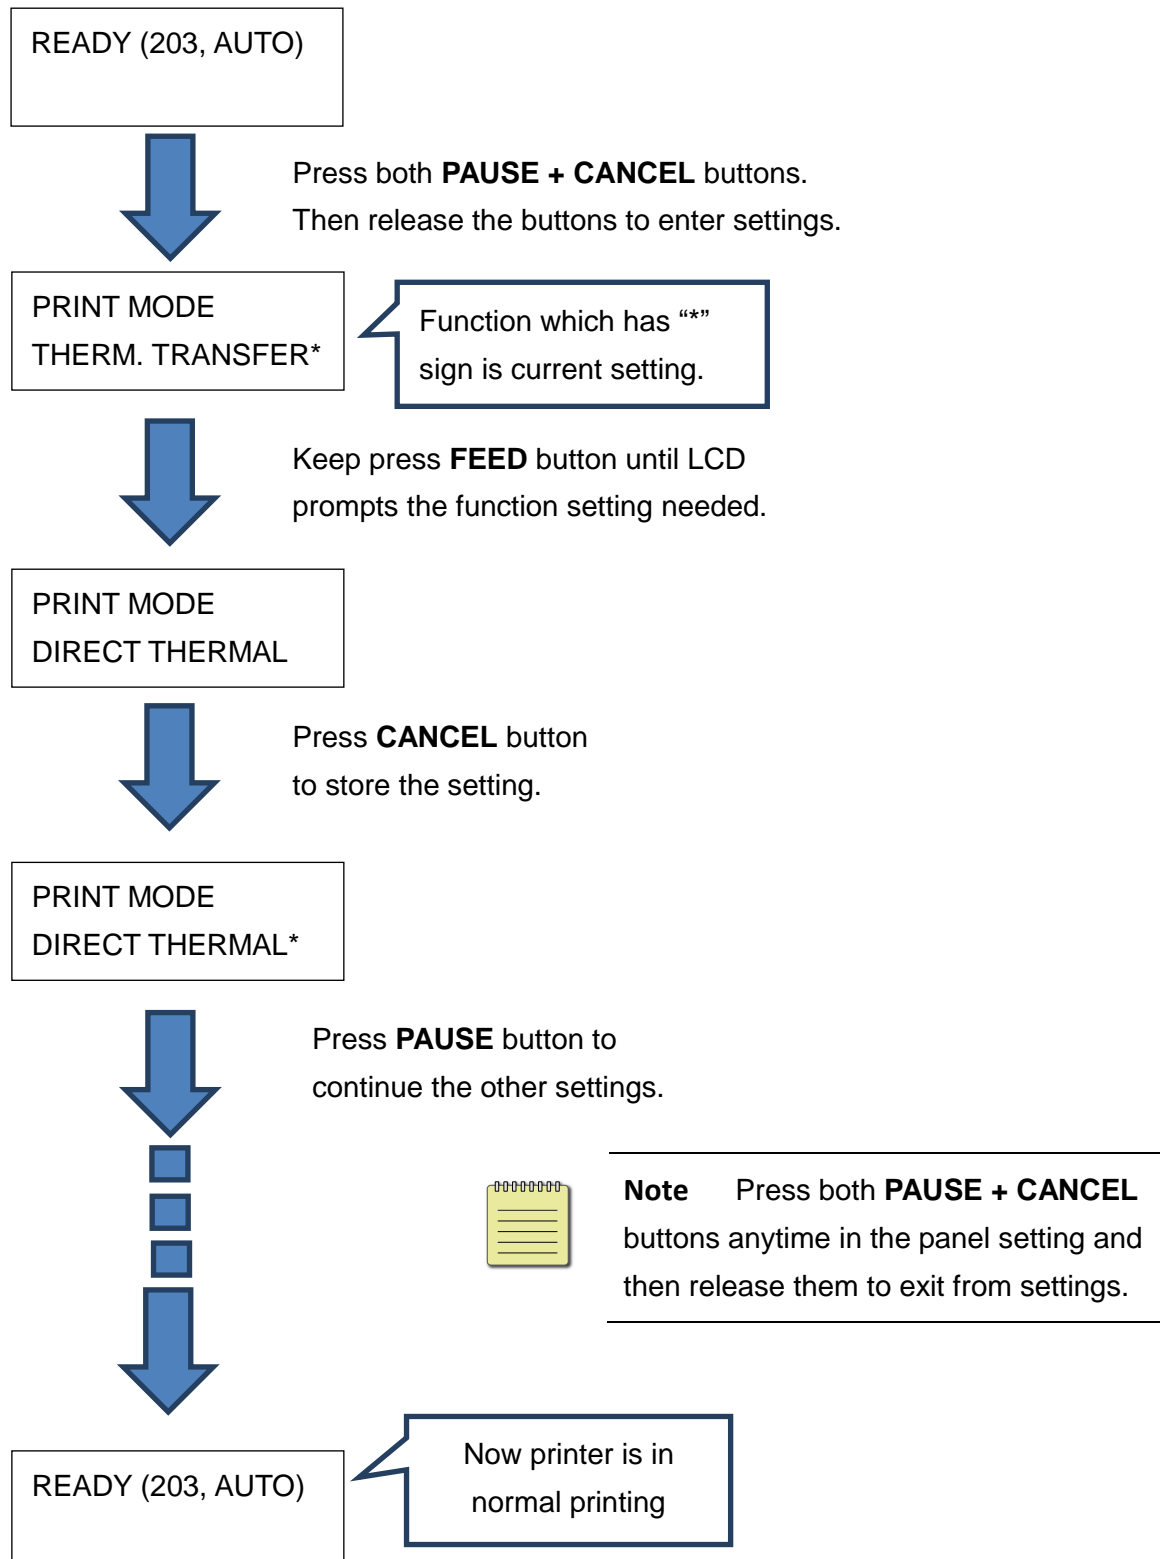 READY (203, AUTO)
Press both PAUSE + CANCEL buttons.
Then release the buttons to enter settings.
PRINT MODE
THERM. TRANSFER*
Function which has “*”
sign is current setting.
Keep press FEED button until LCD
prompts the function setting needed.
PRINT MODE
DIRECT THERMAL
Press CANCEL button
to store the setting.
PRINT MODE
DIRECT THERMAL*
Press PAUSE button to
continue the other settings.
Note Press both PAUSE + CANCEL
buttons anytime in the panel setting and
then release them to exit from settings.
Now printer is in
normal printing
READY (203, AUTO)